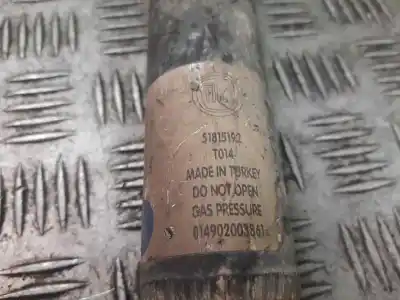 51815192
T014
MADE IN TURKEY
DO NOT OPEN
GAS PRESSURE